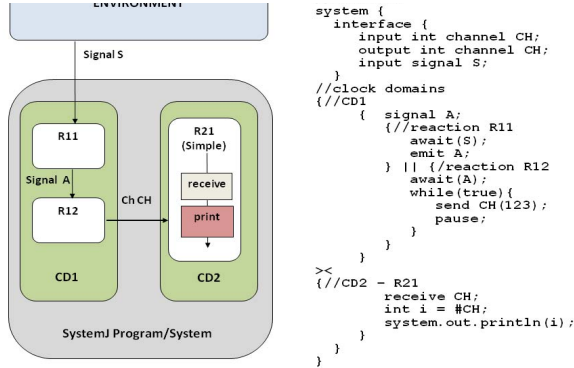 ENVIRONMENT
Signal S
R11
Signal A
R12
CD1
Ch CH
R21
(Simple)
receive
print
CD2
SystemJ Program/System
system {
interface {
input int channel CH;
output int channel CH;
input signal S;
}
//clock domains
{//CD1
{ signal A;
{//reaction R11
await(S);
emit A;
} || {/reaction R12
await(A);
while(true){
send CH(123);
pause;
}
}
}
><
{//CD2 - R21
receive CH;
int i = #CH;
system.out.println(i);
}
}
}